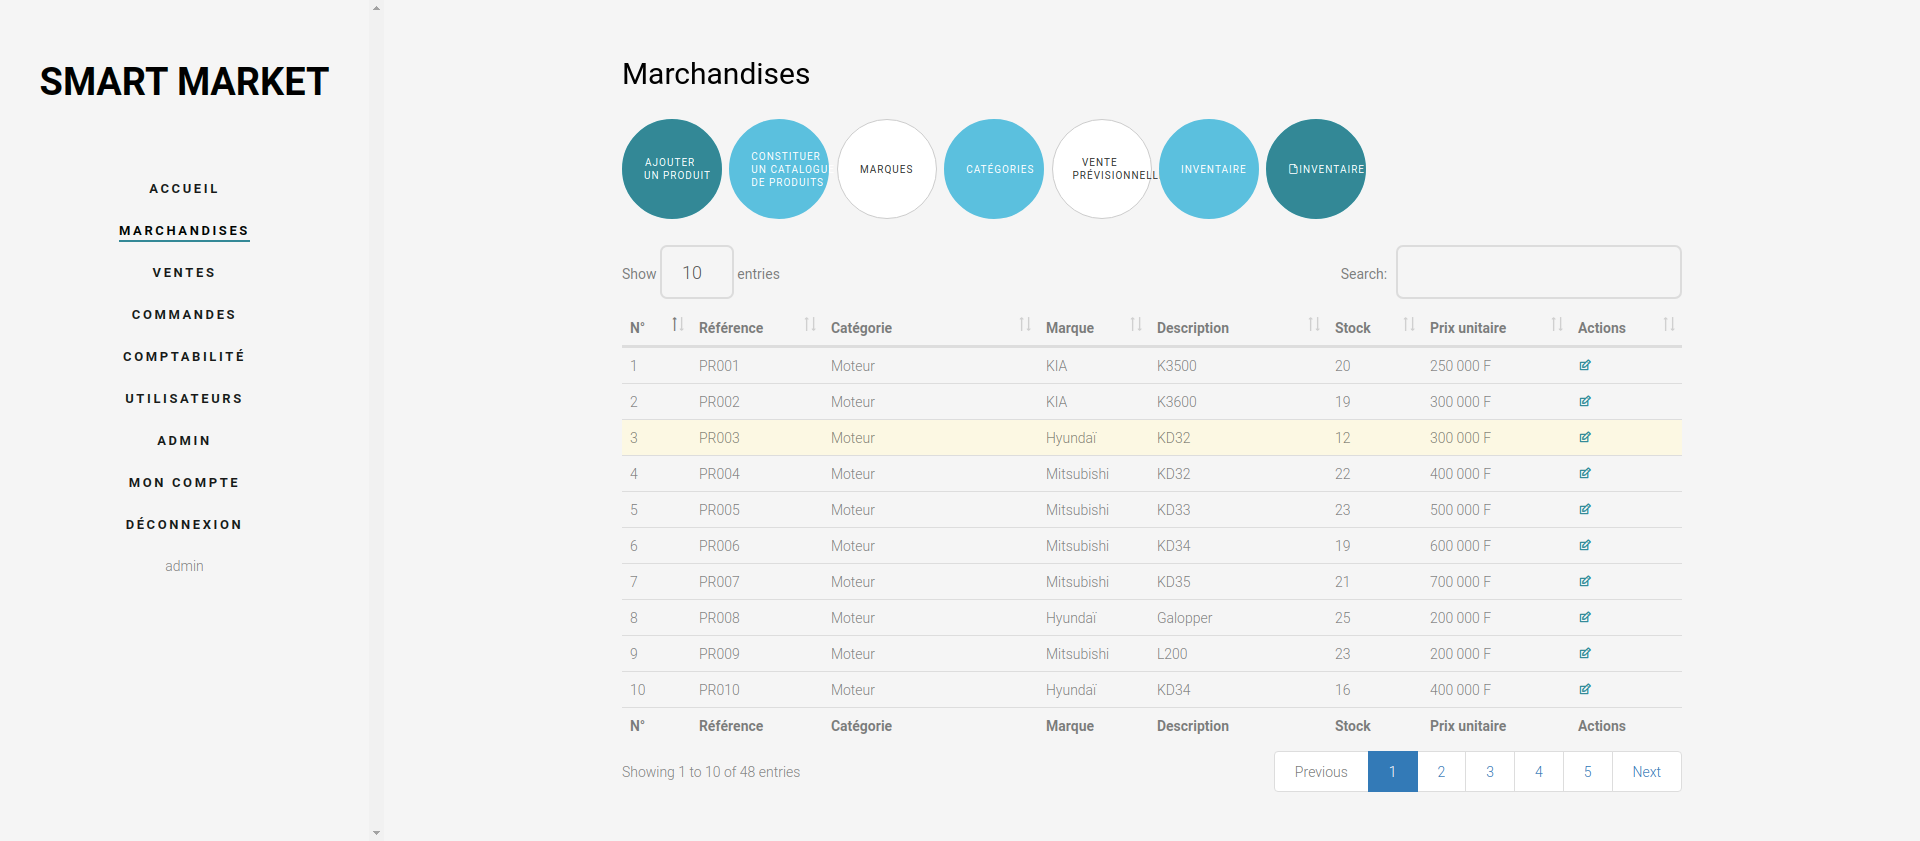 SMART MARKET
ACCUEIL
MARCHANDISES
VENTES
COMMANDES
COMPTABILITÉ
UTILISATEURS
ADMIN
MON COMPTE
DÉCONNEXION
admin
Marchandises
AJOUTER
UN PRODUIT
CONSTITUER
UN CATALOGU
DE PRODUITS
MARQUES
CATÉGORIES
VENTE
PRÉVISIONNELL
INVENTAIRE
INVENTAIRE
Show 10 entries
Search:
N° Référence Catégorie Marque Description Stock Prix unitaire Actions
1 PR001 Moteur KIA K3500 20 250 000 F
2 PR002 Moteur KIA K3600 19 300 000 F
3 PR003 Moteur Hyundaï KD32 12 300 000 F
4 PR004 Moteur Mitsubishi KD32 22 400 000 F
5 PR005 Moteur Mitsubishi KD33 23 500 000 F
6 PR006 Moteur Mitsubishi KD34 19 600 000 F
7 PR007 Moteur Mitsubishi KD35 21 700 000 F
8 PR008 Moteur Hyundaï Galopper 25 200 000 F
9 PR009 Moteur Mitsubishi L200 23 200 000 F
10 PR010 Moteur Hyundaï KD34 16 400 000 F
N° Référence Catégorie Marque Description Stock Prix unitaire Actions
Showing 1 to 10 of 48 entries
Previous 1 2 3 4 5 Next